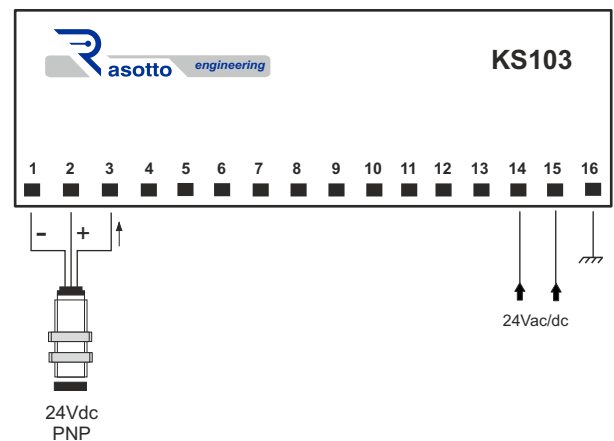 Rasotto engineering
KS103
1 2 3 4 5 6 7 8 9 10 11 12 13 14 15 16
- +
24Vac/dc
24Vdc
PNP